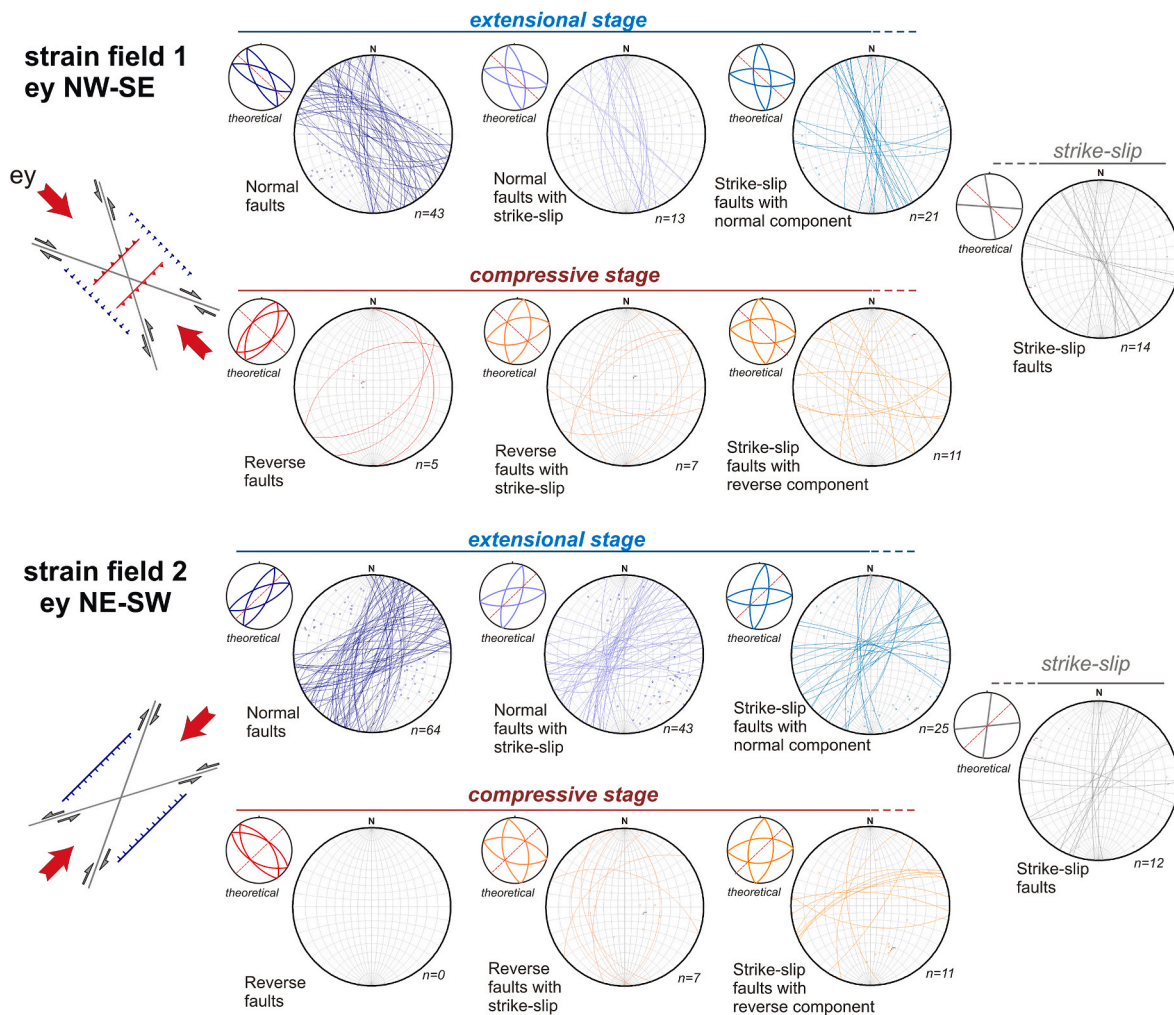 extensional stage
strain field 1
ey NW-SE
theoretical
N
Normal
faults
n=43
theoretical
N
Normal
faults with
strike-slip
n=13
theoretical
N
Strike-slip
faults with
normal component
n=21
strike-slip
theoretical
N
Strike-slip
faults
n=14
ey
compressive stage
theoretical
N
Reverse
faults
n=5
theoretical
N
Reverse
faults with
strike-slip
n=7
theoretical
N
Strike-slip
faults with
reverse component
n=11
extensional stage
strain field 2
ey NE-SW
theoretical
N
Normal
faults
n=64
theoretical
N
Normal
faults with
strike-slip
n=43
theoretical
N
Strike-slip
faults with
normal component
n=25
strike-slip
theoretical
N
Strike-slip
faults
n=12
compressive stage
theoretical
N
Reverse
faults
n=0
theoretical
N
Reverse
faults with
strike-slip
n=7
theoretical
N
Strike-slip
faults with
reverse component
n=11